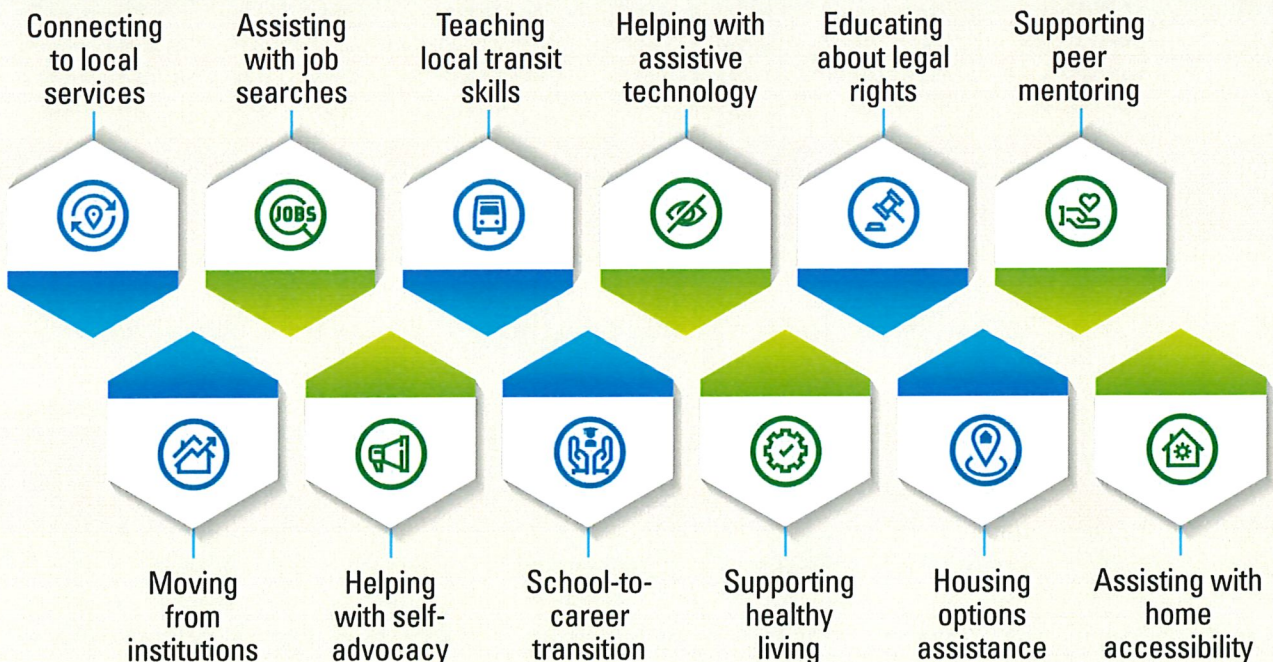 Connecting
to local
services
Assisting
with job
searches
Teaching
local transit
skills
Helping with
assistive
technology
Educating
about legal
rights
Supporting
peer
mentoring
JOBS
Moving
from
institutions
Helping
with self-
advocacy
School-to-
career
transition
Supporting
healthy
living
Housing
options
assistance
Assisting with
home
accessibility